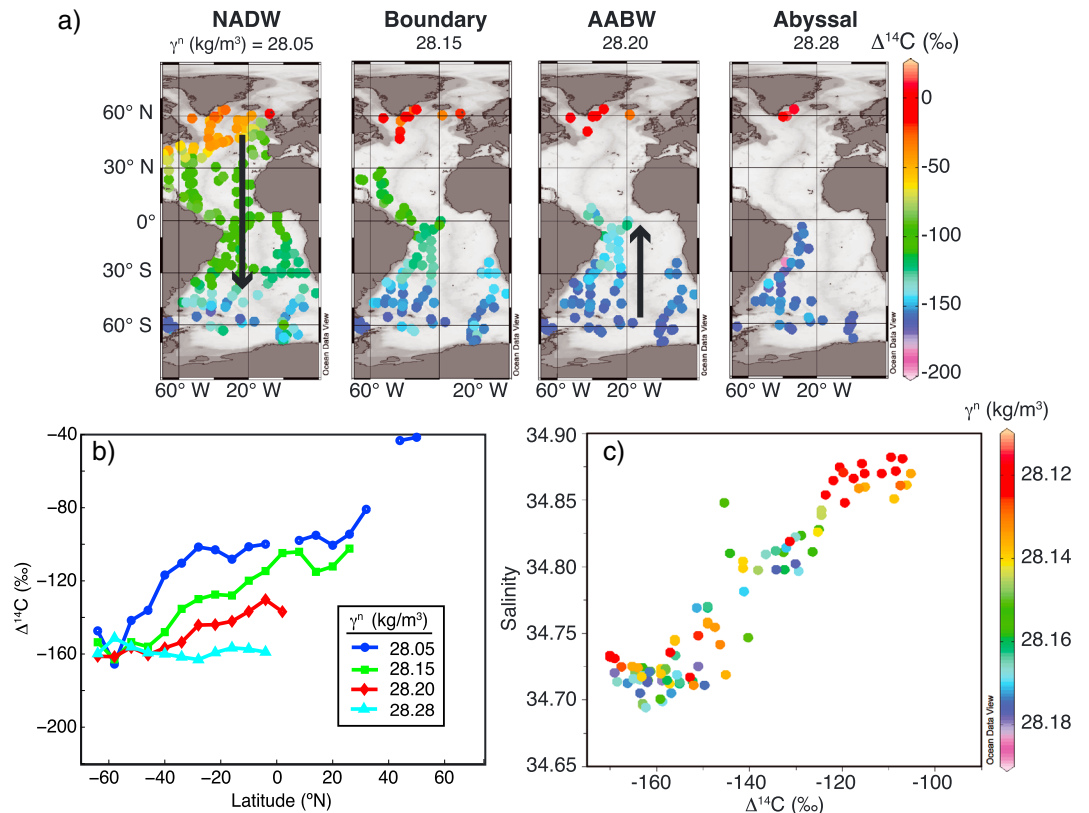 a)
NADW
γⁿ (kg/m³) = 28.05
Boundary
28.15
AABW
28.20
Abyssal
28.28
Δ¹⁴C (‰)
60° N
30° N
0°
30° S
60° S
60° W 20° W
60° W 20° W
60° W 20° W
60° W 20° W
Ocean Data View
Ocean Data View
Ocean Data View
Ocean Data View
0
-50
-100
-150
-200
b)
−40
−80
−120
−160
−200
Δ¹⁴C (‰)
−60 −40 −20 0 20 40 60
Latitude (ºN)
γⁿ (kg/m³)
28.05
28.15
28.20
28.28
c)
34.90
34.85
34.80
34.75
34.70
34.65
Salinity
-160 -140 -120 -100
Δ¹⁴C (‰)
Ocean Data View
γⁿ (kg/m³)
28.12
28.14
28.16
28.18